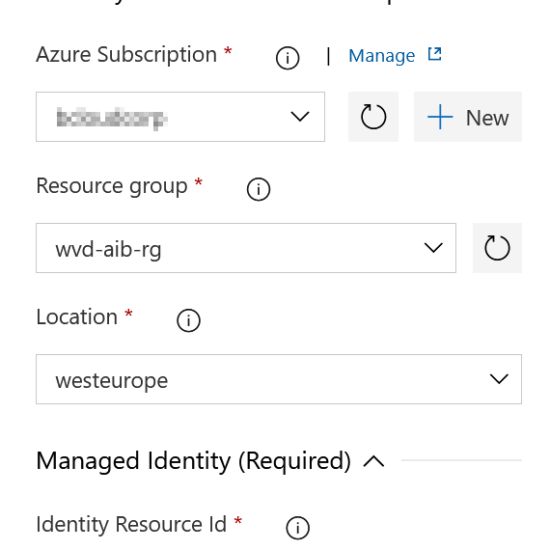 Azure Subscription * | Manage
+ New
Resource group *
wvd-aib-rg
Location *
westeurope
Managed Identity (Required)
Identity Resource Id *